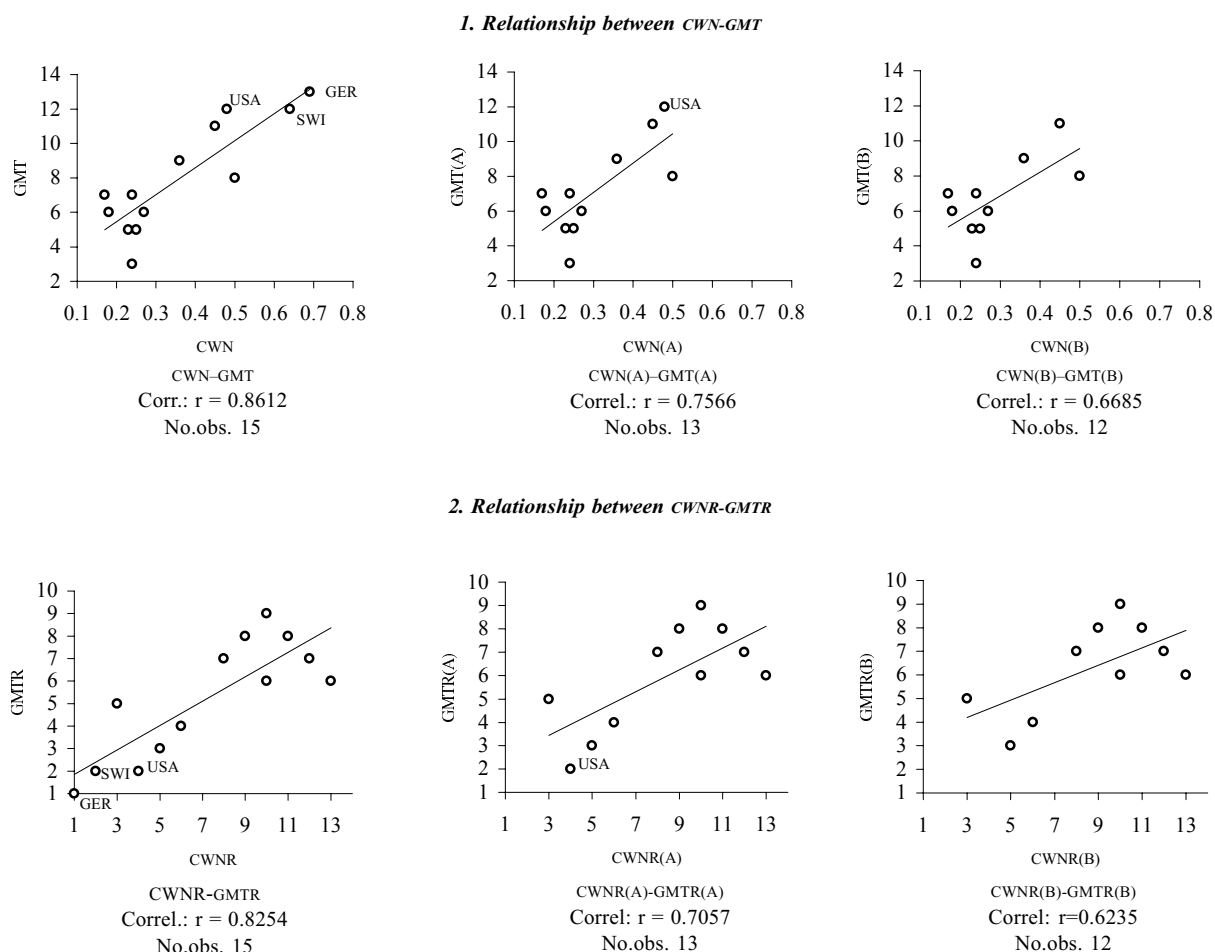 1. Relationship between CWN-GMT
14
12
10
8
6
4
2
GMT
USA
GER
SWI
0.1 0.2 0.3 0.4 0.5 0.6 0.7 0.8
CWN
CWN–GMT
Corr.: r = 0.8612
No.obs. 15
14
12
10
8
6
4
2
GMT(A)
USA
0.1 0.2 0.3 0.4 0.5 0.6 0.7 0.8
CWN(A)
CWN(A)–GMT(A)
Correl.: r = 0.7566
No.obs. 13
14
12
10
8
6
4
2
GMT(B)
0.1 0.2 0.3 0.4 0.5 0.6 0.7 0.8
CWN(B)
CWN(B)–GMT(B)
Correl.: r = 0.6685
No.obs. 12
2. Relationship between CWNR-GMTR
10
9
8
7
6
5
4
3
2
1
GMTR
SWI
USA
GER
1 3 5 7 9 11 13
CWNR
CWNR-GMTR
Correl.: r = 0.8254
No.obs. 15
10
9
8
7
6
5
4
3
2
1
GMTR(A)
USA
1 3 5 7 9 11 13
CWNR(A)
CWNR(A)-GMTR(A)
Correl: r = 0.7057
No.obs. 13
10
9
8
7
6
5
4
3
2
1
GMTR(B)
1 3 5 7 9 11 13
CWNR(B)
CWNR(B)-GMTR(B)
Correl: r=0.6235
No.obs. 12